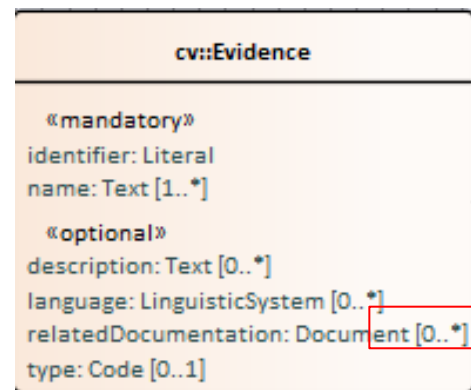 cv::Evidence
«mandatory»
identifier: Literal
name: Text [1..*]
«optional»
description: Text [0..*]
language: LinguisticSystem [0..*]
relatedDocumentation: Document [0..*]
type: Code [0..1]